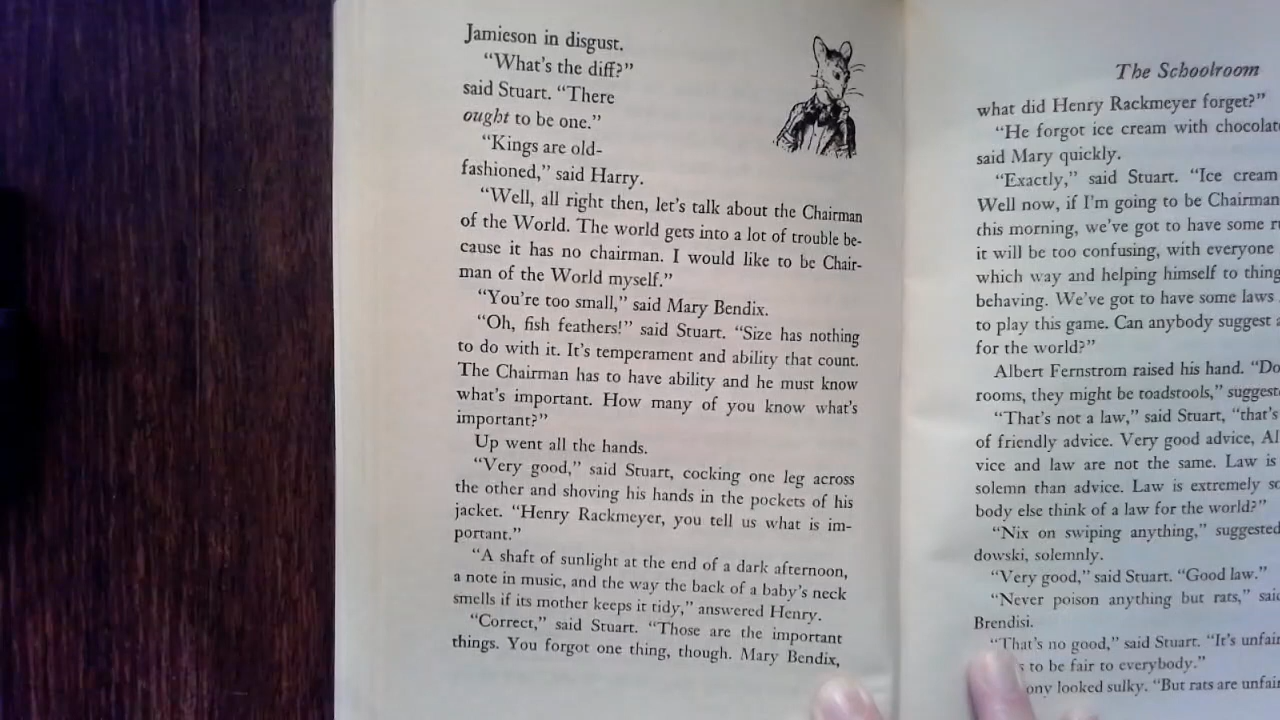 Jamieson in disgust.
“What’s the diff?”
said Stuart. “There
ought to be one.”
“Kings are old-
fashioned,” said Harry.
“Well, all right then, let’s talk about the Chairman
of the World. The world gets into a lot of trouble be-
cause it has no chairman. I would like to be Chair-
man of the World myself.”
“You’re too small,” said Mary Bendix.
“Oh, fish feathers!” said Stuart. “Size has nothing
to do with it. It’s temperament and ability that count.
The Chairman has to have ability and he must know
what’s important. How many of you know what’s
important?”
Up went all the hands.
“Very good,” said Stuart, cocking one leg across
the other and shoving his hands in the pockets of his
jacket. “Henry Rackmeyer, you tell us what is im-
portant.”
“A shaft of sunlight at the end of a dark afternoon,
a note in music, and the way the back of a baby’s neck
smells if its mother keeps it tidy,” answered Henry.
“Correct,” said Stuart. “Those are the important
things. You forgot one thing, though. Mary Bendix,
The Schoolroom
what did Henry Rackmeyer forget?”
“He forgot ice cream with
said Mary quickly.
“Exactly,” said Stuart. “Ice cream
Well now, if I’m going to be Chairman
this morning, we’ve got to have some
it will be too confusing, with everyone
which way and helping himself to
behaving. We’ve got to have some laws
to play this game. Can anybody suggest
for the world?”
Albert Fernstrom raised his hand.
rooms, they might be toadstools,”
“That’s not a law,” said Stuart, “that’s
of friendly advice. Very good advice,
vice and law are not the same. Law is
solemn than advice. Law is extremely
body else think of a law for the world?”
“Nix on swiping anything,” suggested
dowski, solemnly.
“Very good,” said Stuart. “Good law.”
“Never poison anything but rats,”
Brendisi.
“That’s no good,” said Stuart. “It’s
to be fair to everybody.”
looked sulky. “But rats are